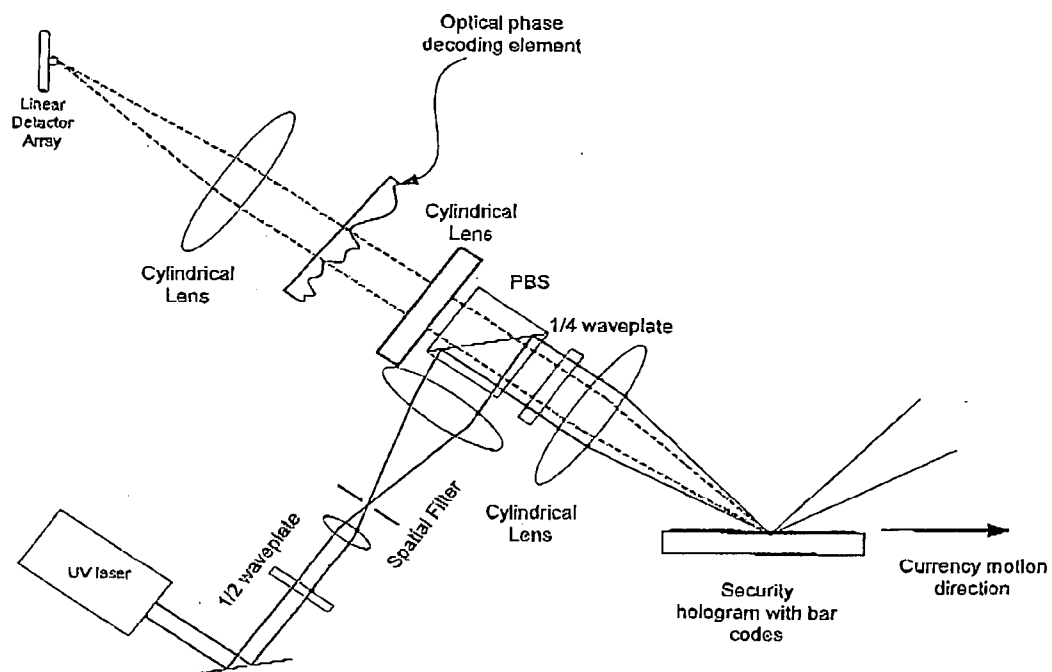 Optical phase
decoding element
Linear
Detactor
Array
Cylindrical
Lens
Cylindrical
Lens
PBS
1/4 waveplate
Cylindrical
Lens
Spatial Filter
1/2 waveplate
UV laser
Security
hologram with bar
codes
Currency motion
direction